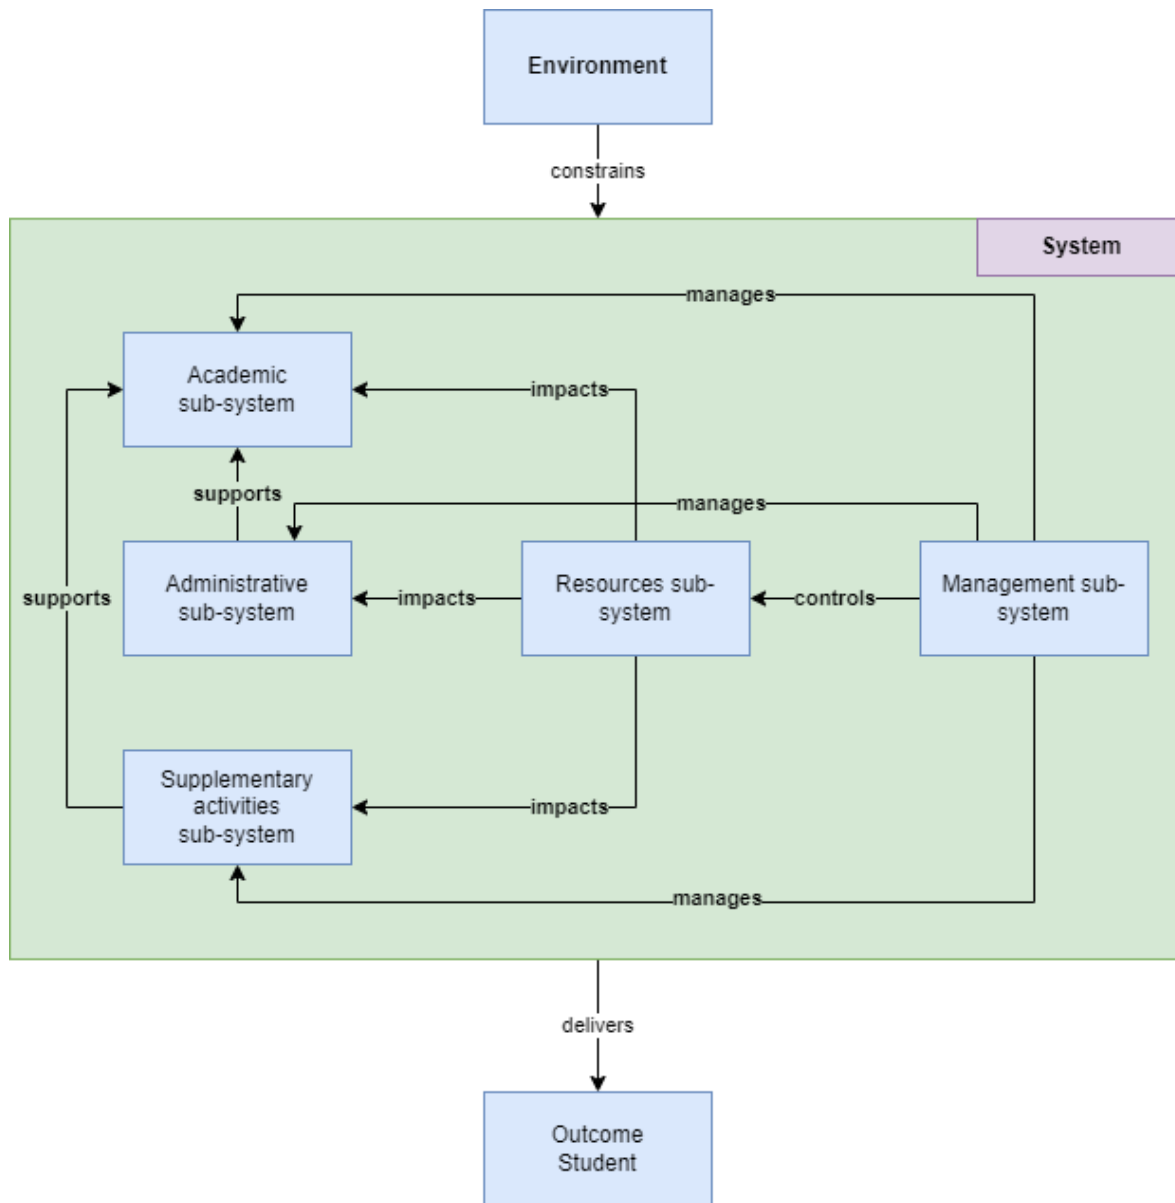 Environment
constrains
System
manages
Academic
sub-system
impacts
supports
manages
supports
Administrative
sub-system
impacts
Resources sub-
system
controls
Management sub-
system
Supplementary
activities
sub-system
impacts
manages
delivers
Outcome
Student